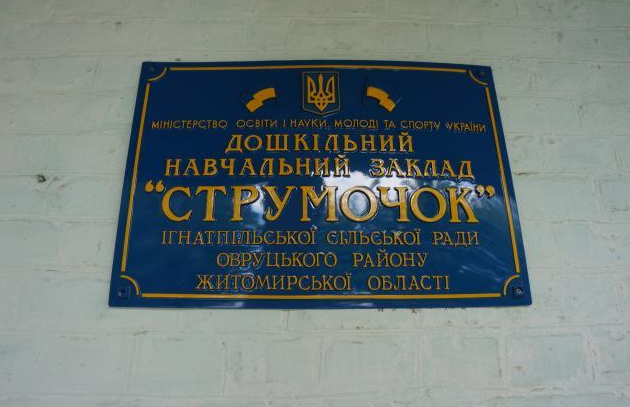 МІНІСТЕРСТВО ОСВІТИ І НАУКИ, МОЛОДІ ТА СПОРТУ УКРАЇНИ
ДОШКІЛЬНИЙ
НАВЧАЛЬНИЙ ЗАКЛАД
“СТРУМОЧОК”
ІГНАТПІЛЬСЬКОЇ СІЛЬСЬКОЇ РАДИ
ОВРУЦЬКОГО РАЙОНУ
ЖИТОМИРСЬКОЇ ОБЛАСТІ